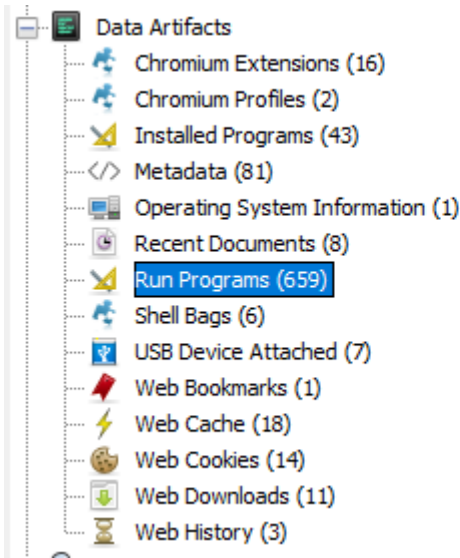 Data Artifacts
Chromium Extensions (16)
Chromium Profiles (2)
Installed Programs (43)
Metadata (81)
Operating System Information (1)
Recent Documents (8)
Run Programs (659)
Shell Bags (6)
USB Device Attached (7)
Web Bookmarks (1)
Web Cache (18)
Web Cookies (14)
Web Downloads (11)
Web History (3)